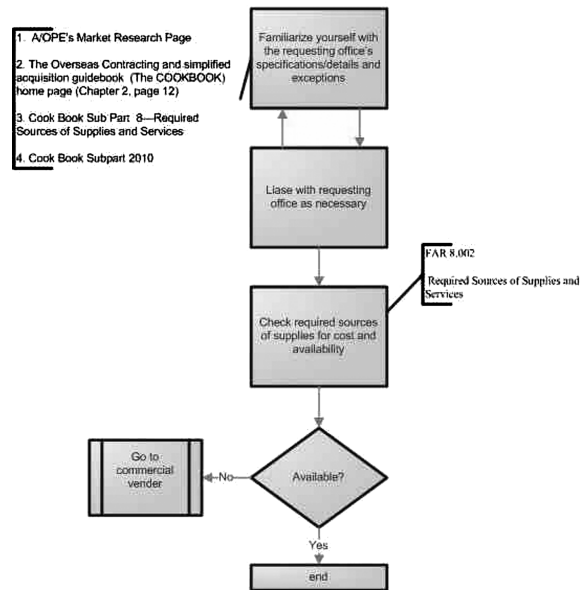 1. A/OPE's Market Research Page
2. The Overseas Contracting and simplified
acquisition guidebook (The COOKBOOK)
home page (Chapter 2, page 12)
3. Cook Book Sub Part 8---Required
Sources of Supplies and Services
4. Cook Book Subpart 2010
Familiarize yourself with
the requesting office's
specifications/details and
exceptions
Liase with requesting
office as necessary
FAR 8.002
Required Sources of Supplies and
Services
Check required sources
of supplies for cost and
availability
Go to
commercial
vender
No
Available?
Yes
end